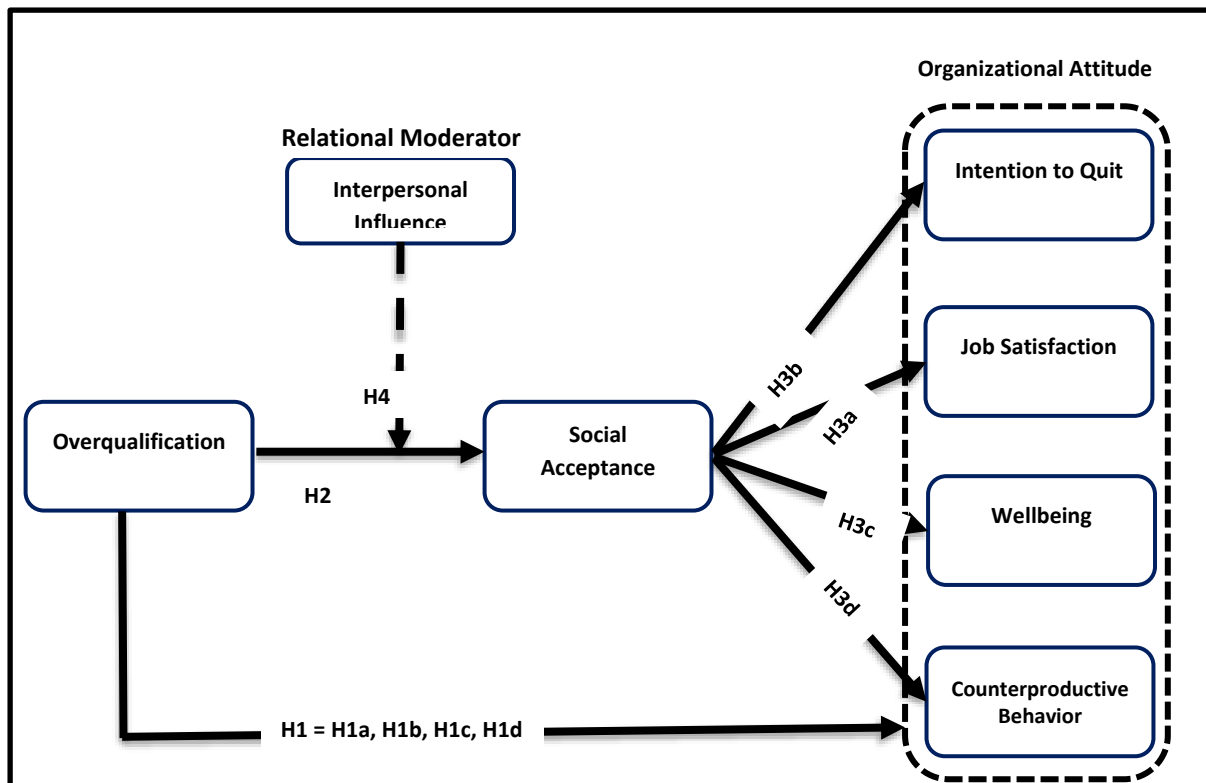 Organizational Attitude
Relational Moderator
Interpersonal
Influence
Intention to Quit
Job Satisfaction
H3b
H3a
H4
Overqualification
Social
Acceptance
H2
Wellbeing
H3c
H3d
Counterproductive
Behavior
H1 = H1a, H1b, H1c, H1d